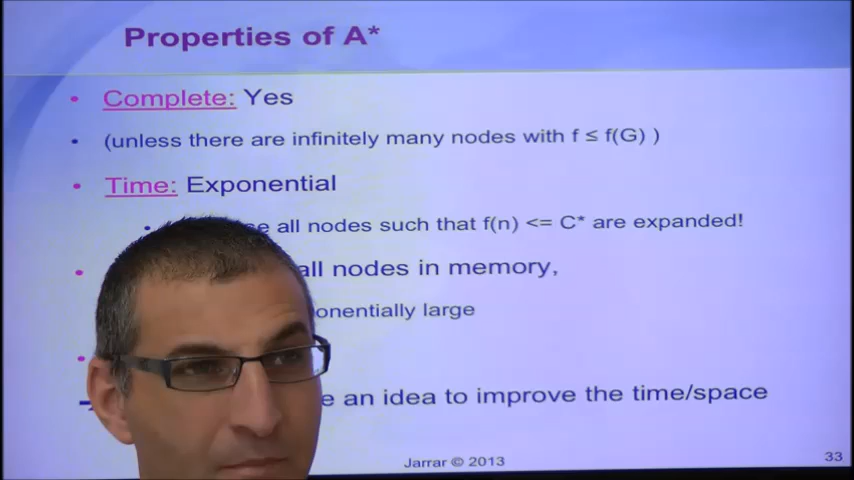 Properties of A*
• Complete: Yes
• (unless there are infinitely many nodes with f ≤ f(G) )
• Time: Exponential
• all nodes such that f(n) <= C* are expanded!
• all nodes in memory,
large
•
an idea to improve the time/space
Jarrar © 2013
33